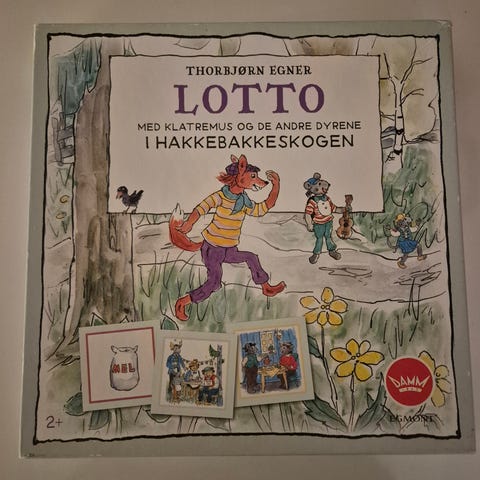 THORBJØRN EGNER
LOTTO
MED KLATREMUS OG DE ANDRE DYRENE
I HAKKEBAKKESKOGEN
MEL
2+
DAMM
EGMONT